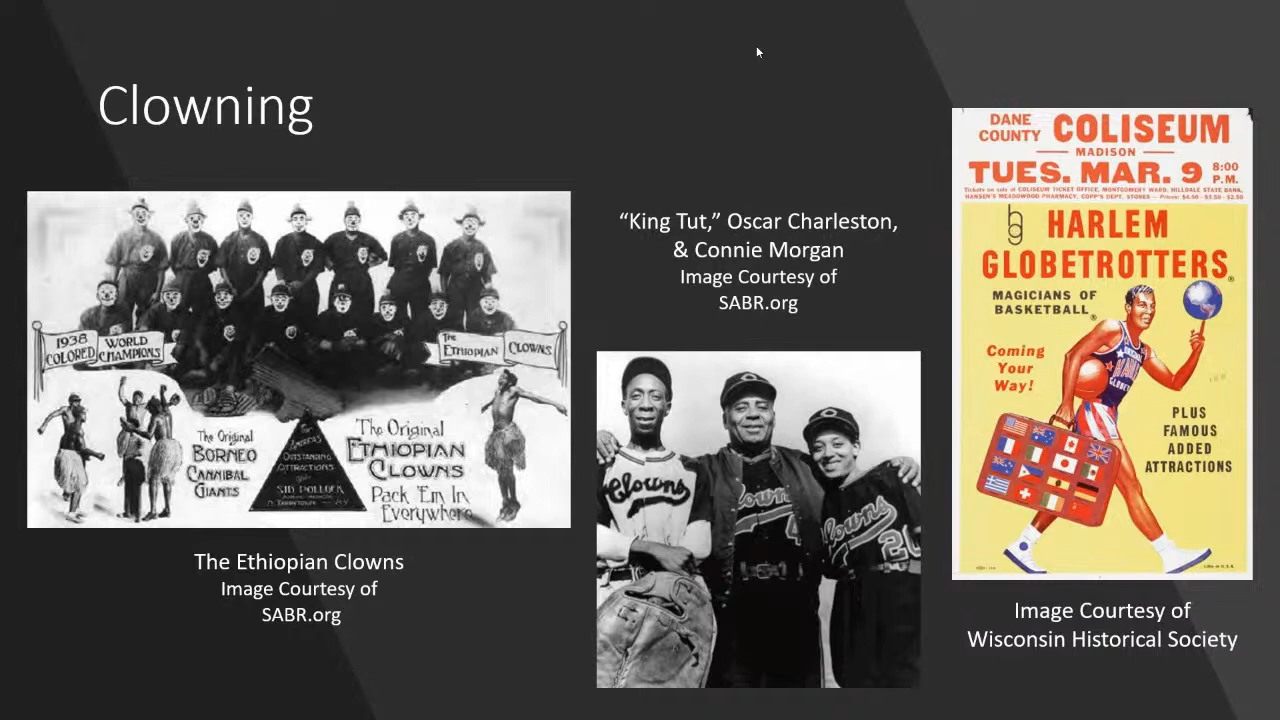 Clowning
1938
COLORED
WORLD
CHAMPIONS
The
ETHIOPIAN
CLOWNS
The Original
BORNEO
CANNIBAL
GIANTS
AMERICA'S
OUTSTANDING
ATTRACTIONS
SYD POLLOCK
The Original
ETHIOPIAN
CLOWNS
Pack 'Em In
Everywhere
The Ethiopian Clowns
Image Courtesy of
SABR.org
“King Tut,” Oscar Charleston,
& Connie Morgan
Image Courtesy of
SABR.org
Clowns
Clowns
4
Clowns
2
DANE
COUNTY
COLISEUM
MADISON
TUES. MAR. 9
8:00
P.M.
Tickets on sale at COLISEUM TICKET OFFICE, MONTGOMERY WARD, HILLDALE STATE BANK,
HANSEN'S MEADOWOOD PHARMACY, COPP'S DEPT. STORES — Prices: $4.50 - $3.50 - $2.50
hg
HARLEM
GLOBETROTTERS®
MAGICIANS OF
BASKETBALL®
Coming
Your
Way!
PLUS
FAMOUS
ADDED
ATTRACTIONS
Image Courtesy of
Wisconsin Historical Society